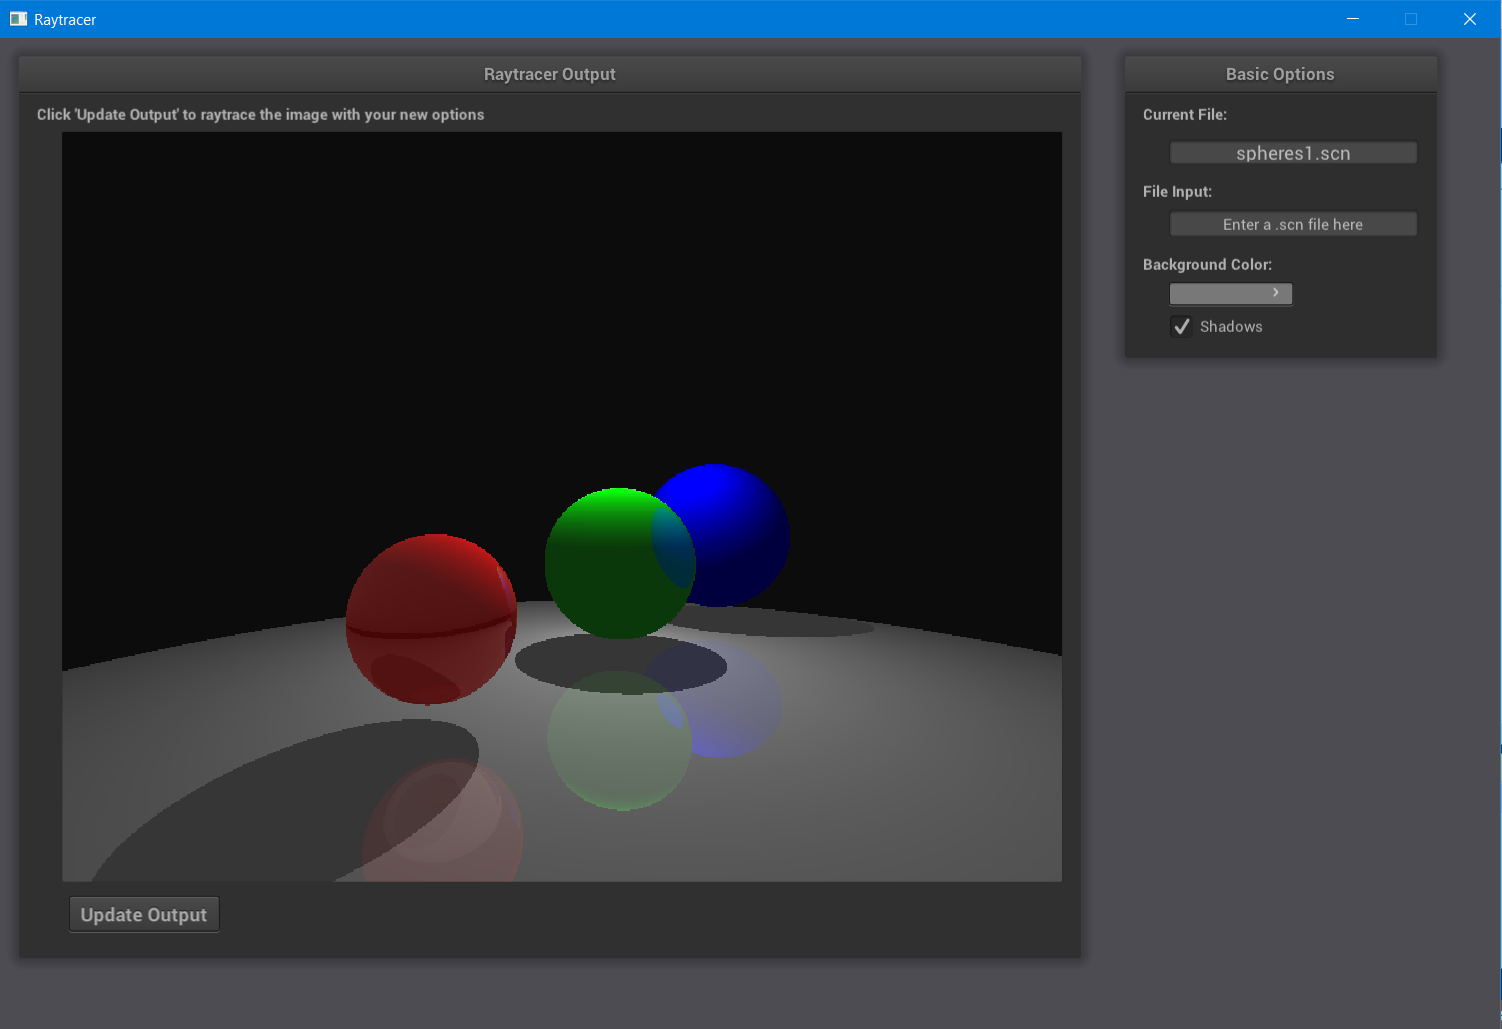 Raytracer
Raytracer Output
Click 'Update Output' to raytrace the image with your new options
Update Output
Basic Options
Current File:
spheres1.scn
File Input:
Enter a .scn file here
Background Color:
Shadows